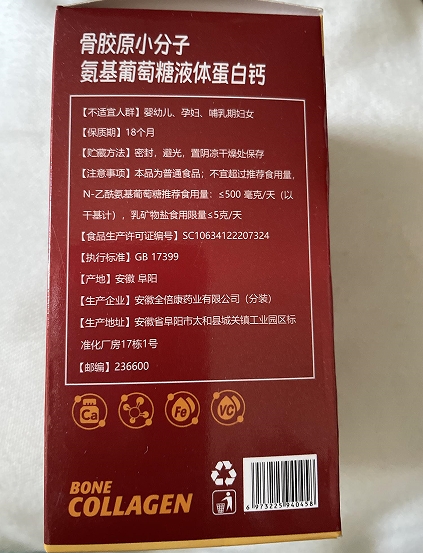 骨胶原小分子
氨基葡萄糖液体蛋白钙
【不适宜人群】婴幼儿、孕妇、哺乳期妇女
【保质期】18个月
【贮藏方法】密封，避光，置阴凉干燥处保存
【注意事项】本品为普通食品；不宜超过推荐食用量，
N-乙酰氨基葡萄糖推荐食用量：≤500 毫克/天（以
干基计），乳矿物盐食用限量≤5克/天
【食品生产许可证编号】SC10634122207324
【执行标准】GB 17399
【产地】安徽 阜阳
【生产企业】安徽全倍康药业有限公司（分装）
【生产地址】安徽省阜阳市太和县城关镇工业园区标
准化厂房17栋1号
【邮编】236600
Ca
Fe
VC
BONE
COLLAGEN
6 973225 940458